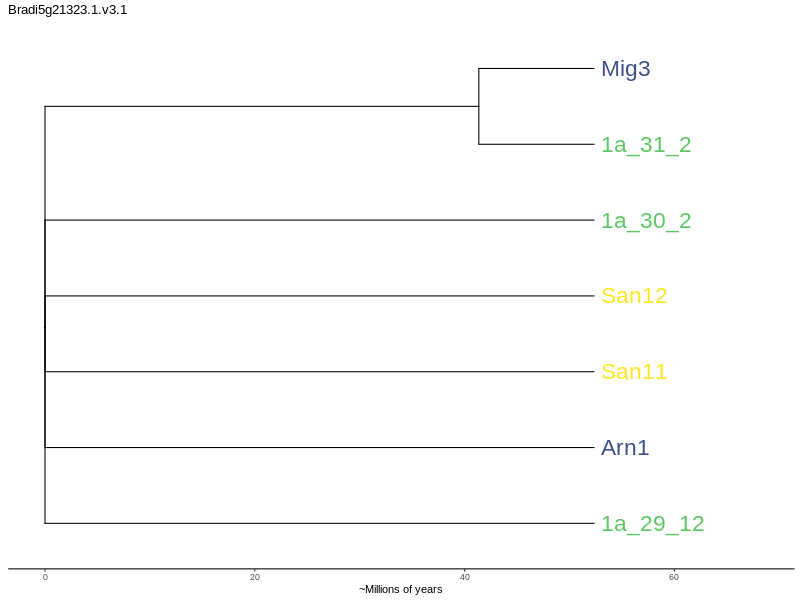 Bradi5g21323.1.v3.1
Mig3
1a_31_2
1a_30_2
San12
San11
Arn1
1a_29_12
0 20 40 60
~Millions of years